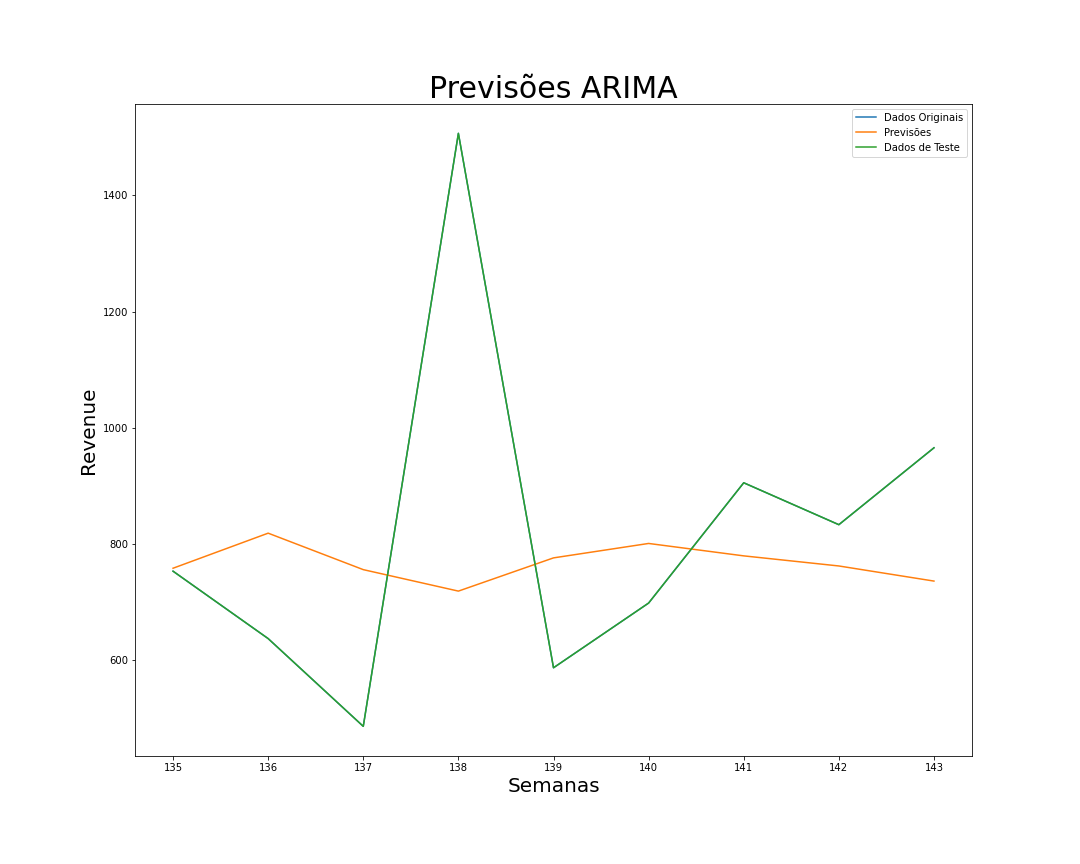 Previsões ARIMA
Dados Originais
Previsões
Dados de Teste
Revenue
1400
1200
1000
800
600
135 136 137 138 139 140 141 142 143
Semanas